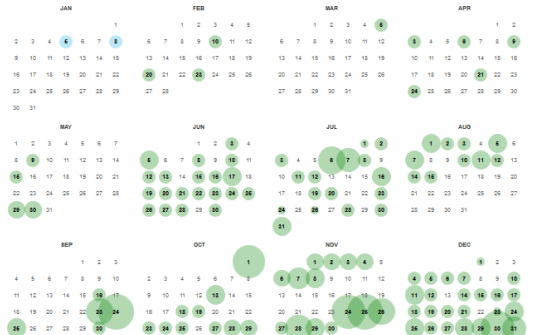 JAN
1
2 3 4 5 6 7 8
9 10 11 12 13 14 15
16 17 18 19 20 21 22
23 24 25 26 27 28 29
30 31
FEB
1 2 3 4 5
6 7 8 9 10 11 12
13 14 15 16 17 18 19
20 21 22 23 24 25 26
27 28
MAR
1 2 3 4 5
6 7 8 9 10 11 12
13 14 15 16 17 18 19
20 21 22 23 24 25 26
27 28 29 30 31
APR
1 2
3 4 5 6 7 8 9
10 11 12 13 14 15 16
17 18 19 20 21 22 23
24 25 26 27 28 29 30
MAY
1 2 3 4 5 6 7
8 9 10 11 12 13 14
15 16 17 18 19 20 21
22 23 24 25 26 27 28
29 30 31
JUN
1 2 3 4
5 6 7 8 9 10 11
12 13 14 15 16 17 18
19 20 21 22 23 24 25
26 27 28 29 30
JUL
1 2
3 4 5 6 7 8 9
10 11 12 13 14 15 16
17 18 19 20 21 22 23
24 25 26 27 28 29 30
31
AUG
1 2 3 4 5 6
7 8 9 10 11 12 13
14 15 16 17 18 19 20
21 22 23 24 25 26 27
28 29 30 31
SEP
1 2 3
4 5 6 7 8 9 10
11 12 13 14 15 16 17
18 19 20 21 22 23 24
25 26 27 28 29 30
OCT
1
2 3 4 5 6 7 8
9 10 11 12 13 14 15
16 17 18 19 20 21 22
23 24 25 26 27 28 29
NOV
1 2 3 4 5
6 7 8 9 10 11 12
13 14 15 16 17 18 19
20 21 22 23 24 25 26
27 28 29 30
DEC
1 2 3
4 5 6 7 8 9 10
11 12 13 14 15 16 17
18 19 20 21 22 23 24
25 26 27 28 29 30 31